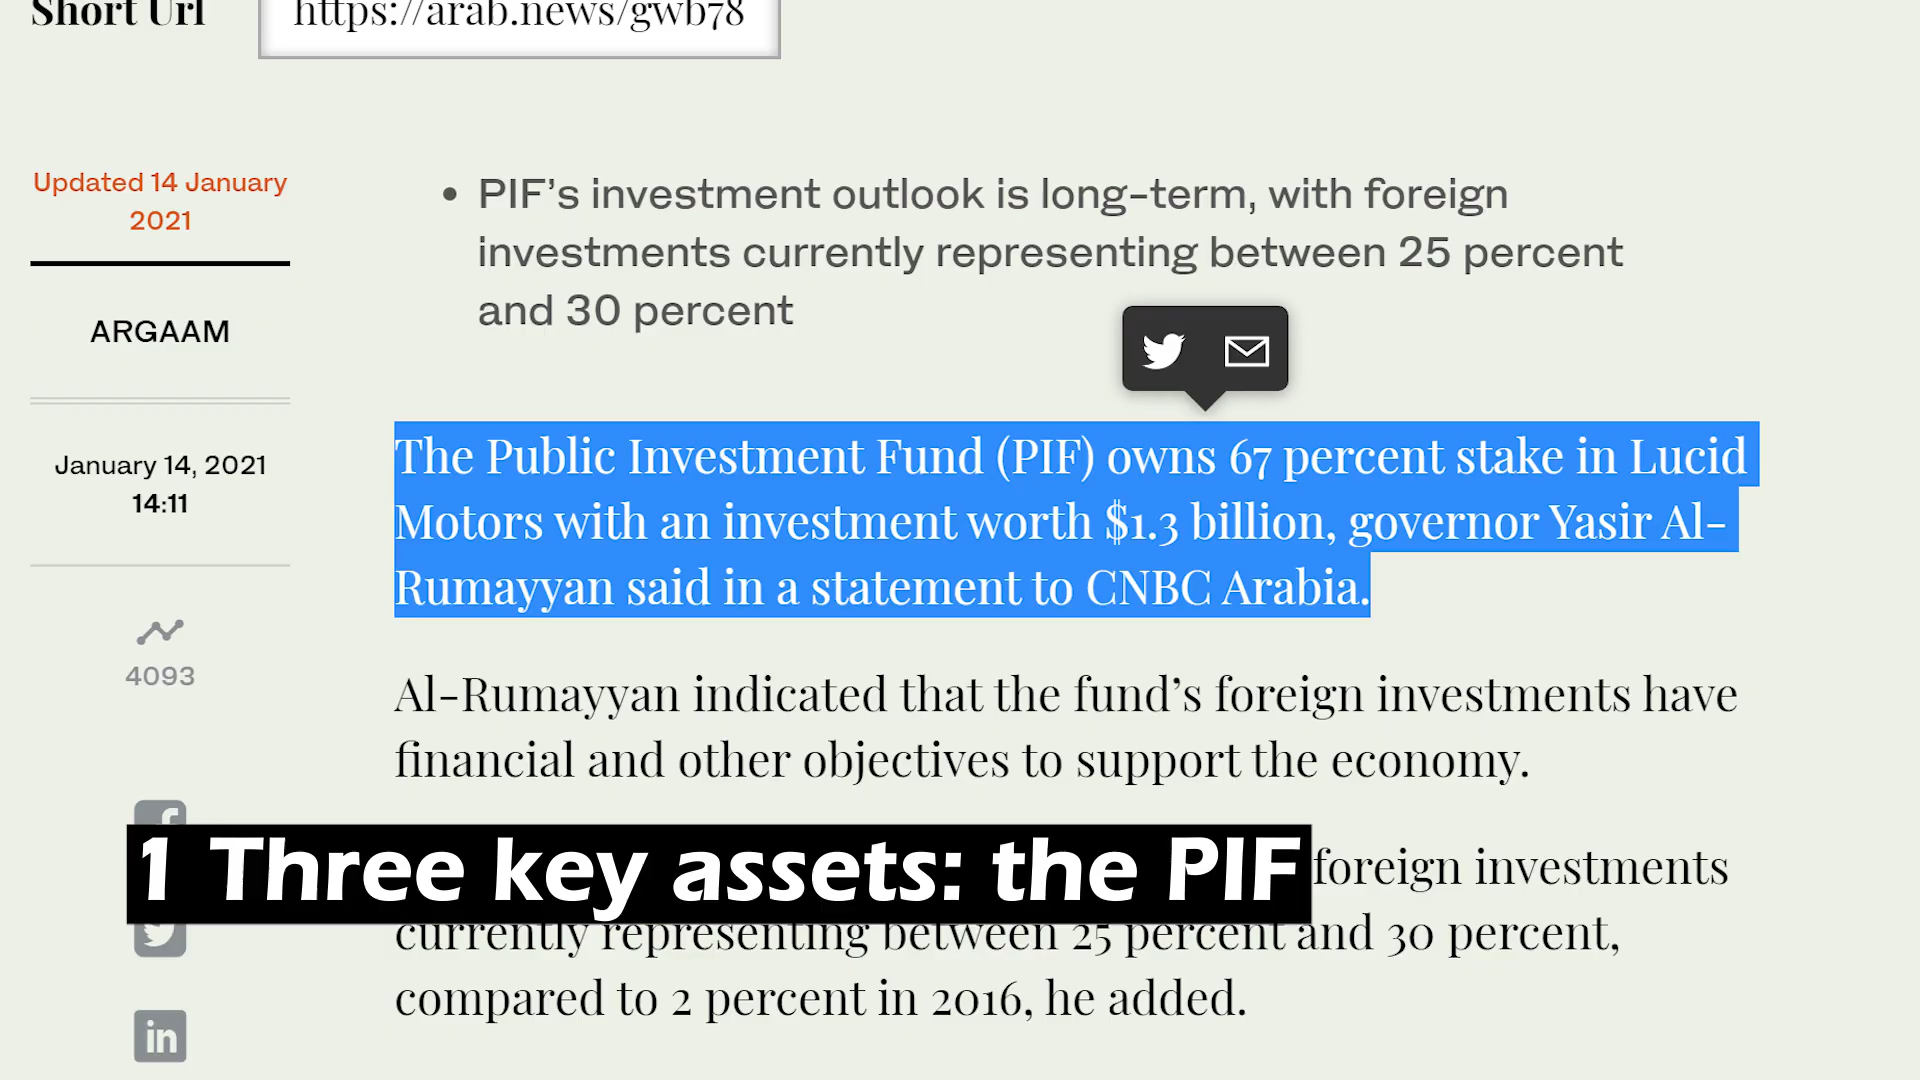 Short Url
https://arab.news/gwb78
Updated 14 January
2021
ARGAAM
January 14, 2021
14:11
4093
• PIF’s investment outlook is long-term, with foreign
investments currently representing between 25 percent
and 30 percent
The Public Investment Fund (PIF) owns 67 percent stake in Lucid
Motors with an investment worth $1.3 billion, governor Yasir Al-
Rumayyan said in a statement to CNBC Arabia.
Al-Rumayyan indicated that the fund’s foreign investments have
financial and other objectives to support the economy.
foreign investments
currently representing between 25 percent and 30 percent,
compared to 2 percent in 2016, he added.
1 Three key assets: the PIF
in